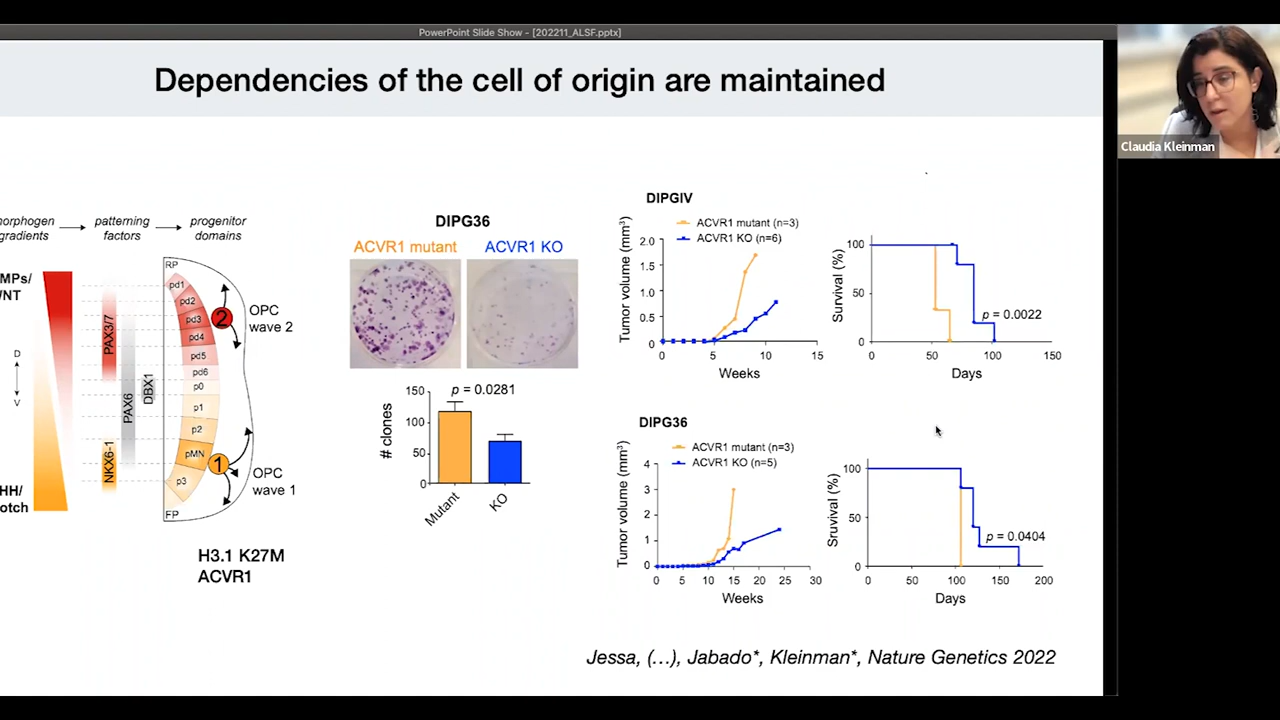 PowerPoint Slide Show - [202211_ALSF.pptx]
Dependencies of the cell of origin are maintained
Claudia Kleinman
patterning
factors
progenitor
domains
RP
pd1
pd2
pd3
pd4
pd5
pd6
p0
p1
p2
pMN
p3
FP
PAX3/7
PAX6
DBX1
NKX6-1
D
V
2
OPC
wave 2
1
OPC
wave 1
H3.1 K27M
ACVR1
DIPG36
ACVR1 mutant
ACVR1 KO
p = 0.0281
# clones
150
100
50
0
Mutant
KO
DIPGIV
ACVR1 mutant (n=3)
ACVR1 KO (n=6)
Tumor volume (mm³)
2.0
1.5
1.0
0.5
0
0
5
10
15
Weeks
Survival (%)
100
50
0
p = 0.0022
0
50
100
150
Days
DIPG36
ACVR1 mutant (n=3)
ACVR1 KO (n=5)
Tumor volume (mm³)
4
3
2
1
0
0
5
10
15
20
25
30
Weeks
Sruvival (%)
100
50
0
p = 0.0404
0
50
100
150
200
Days
Jessa, (…), Jabado*, Kleinman*, Nature Genetics 2022